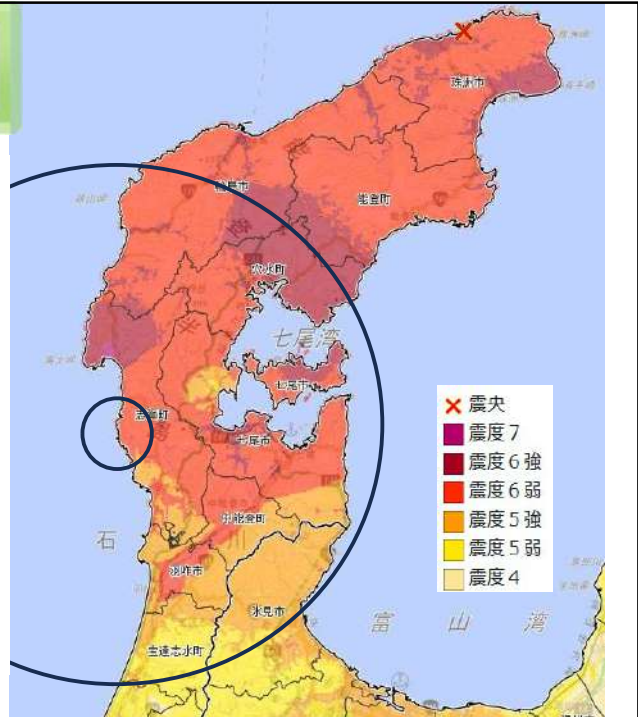 珠洲市
輪島市
能登町
穴水町
七尾湾
七尾市
志賀町
七尾市
中能登町
石川
羽咋市
氷見市
富山湾
宝達志水町
震央
震度7
震度6強
震度6弱
震度5強
震度5弱
震度4